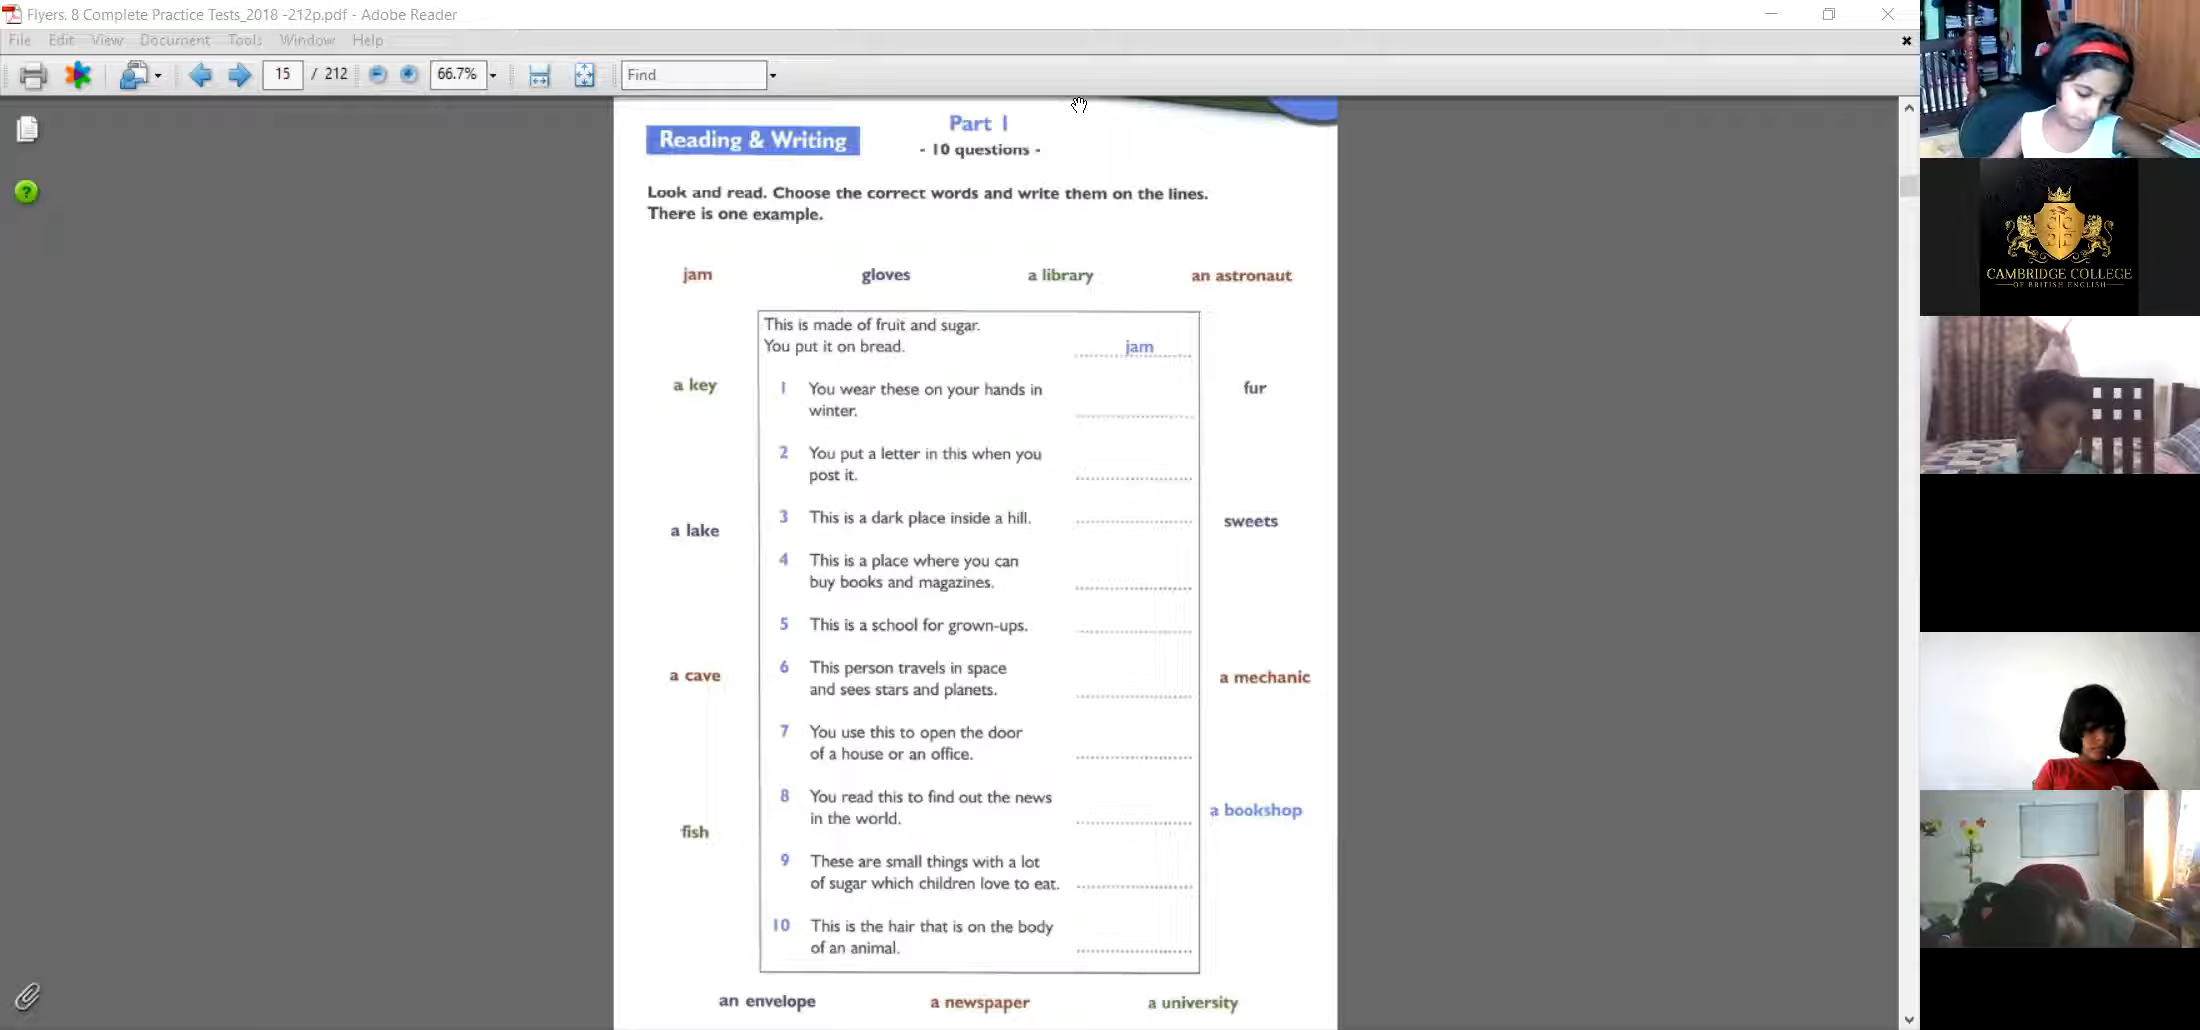 Flyers. 8 Complete Practice Tests_2018 -212p.pdf - Adobe Reader
File Edit View Document Tools Window Help
15 / 212 66.7% Find
Part 1
Reading & Writing
- 10 questions -
Look and read. Choose the correct words and write them on the lines.
There is one example.
jam gloves a library an astronaut
This is made of fruit and sugar.
You put it on bread. jam
a key
fur
1 You wear these on your hands in
winter.
2 You put a letter in this when you
post it.
3 This is a dark place inside a hill.
a lake
sweets
4 This is a place where you can
buy books and magazines.
5 This is a school for grown-ups.
6 This person travels in space
and sees stars and planets.
a cave
a mechanic
7 You use this to open the door
of a house or an office.
8 You read this to find out the news
in the world.
a bookshop
fish
9 These are small things with a lot
of sugar which children love to eat.
10 This is the hair that is on the body
of an animal.
an envelope a newspaper a university
CAMBRIDGE COLLEGE
OF BRITISH ENGLISH